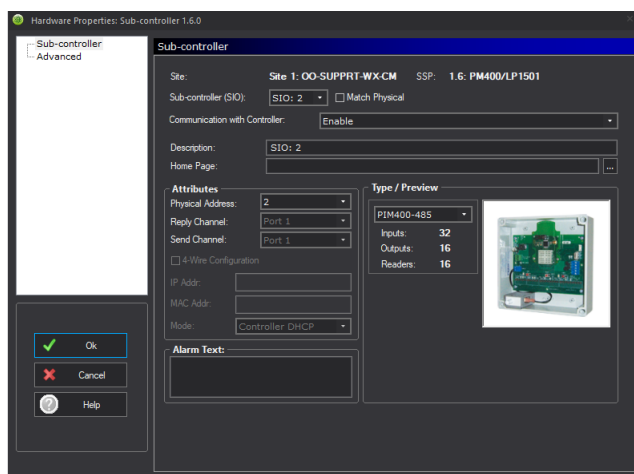 Hardware Properties: Sub-controller 1.6.0
Sub-controller
Advanced
Sub-controller
Site: Site 1: OO-SUPPRT-WX-CM SSP: 1.6: PM400/LP1501
Sub-controller (SIO): SIO: 2 Match Physical
Communication with Controller: Enable
Description: SIO: 2
Home Page: ...
Attributes
Physical Address: 2
Reply Channel: Port 1
Send Channel: Port 1
4-Wire Configuration
IP Addr:
MAC Addr:
Mode: Controller DHCP
Alarm Text:
Type / Preview
PIM400-485
Inputs: 32
Outputs: 16
Readers: 16
Ok
Cancel
Help